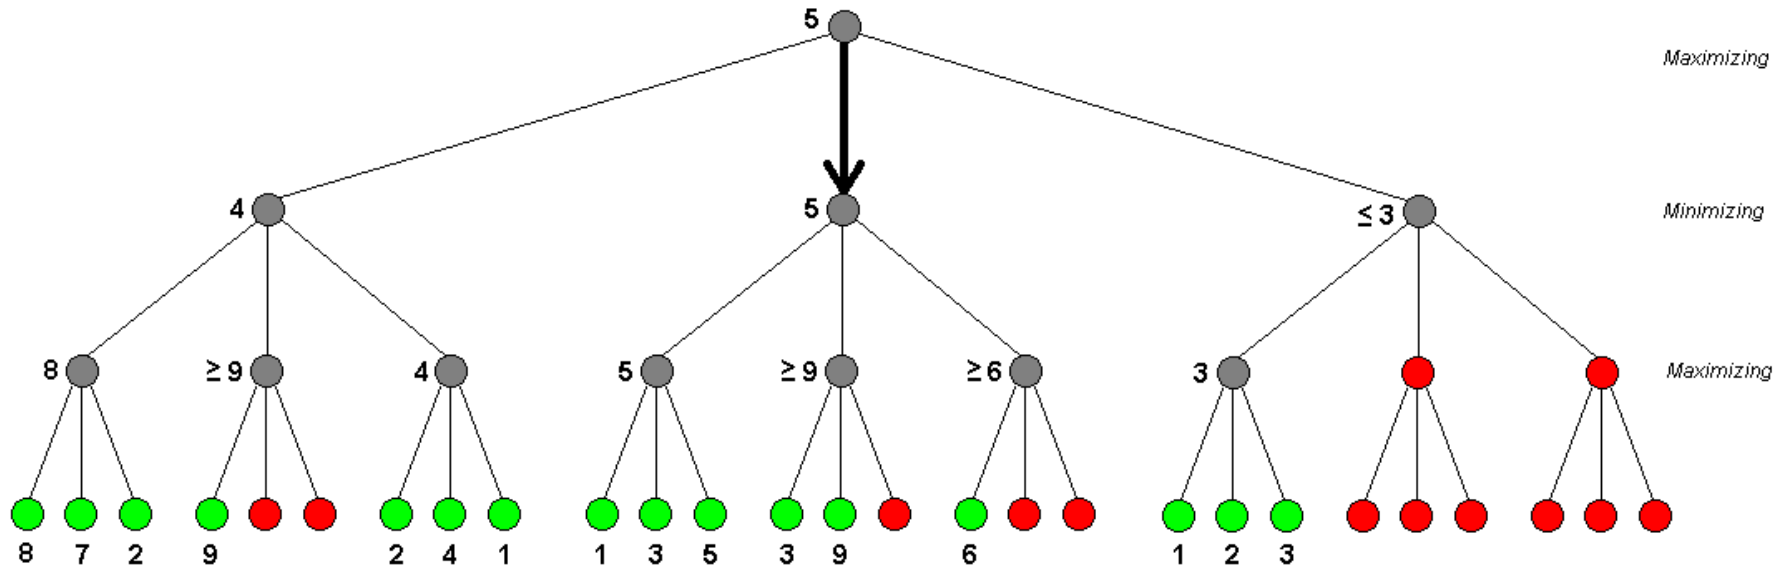 5
Maximizing
4 5 ≤ 3 Minimizing
8 ≥ 9 4 5 ≥ 9 ≥ 6 3 Maximizing
8 7 2 9 2 4 1 1 3 5 3 9 6 1 2 3